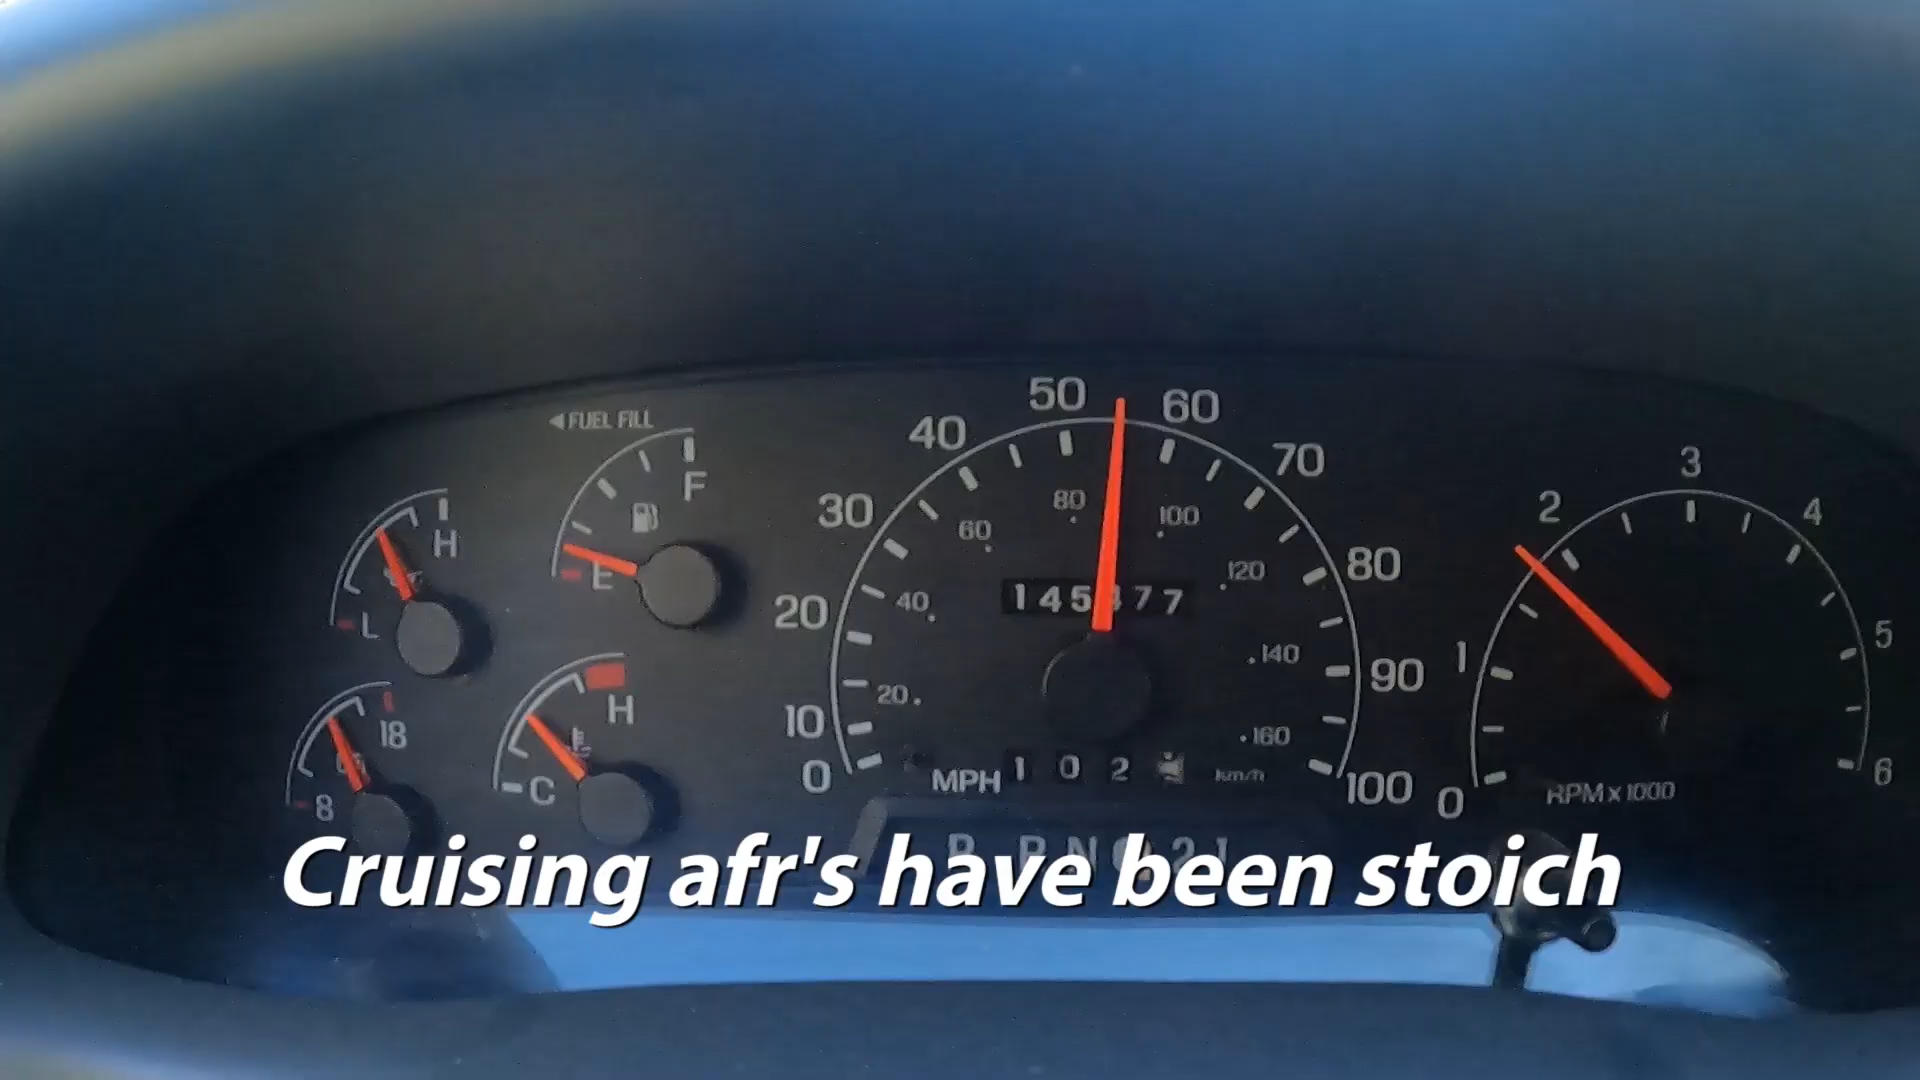 ◄FUEL FILL
F
E
H
L
18
8
H
C
50
60
40
70
30
80
20
90
10
0
100
80
100
60
120
40
140
20
160
MPH
km/h
1 0 2
3
2
4
1
5
0
6
RPM x 1000
R N 2 1
Cruising afr's have been stoich